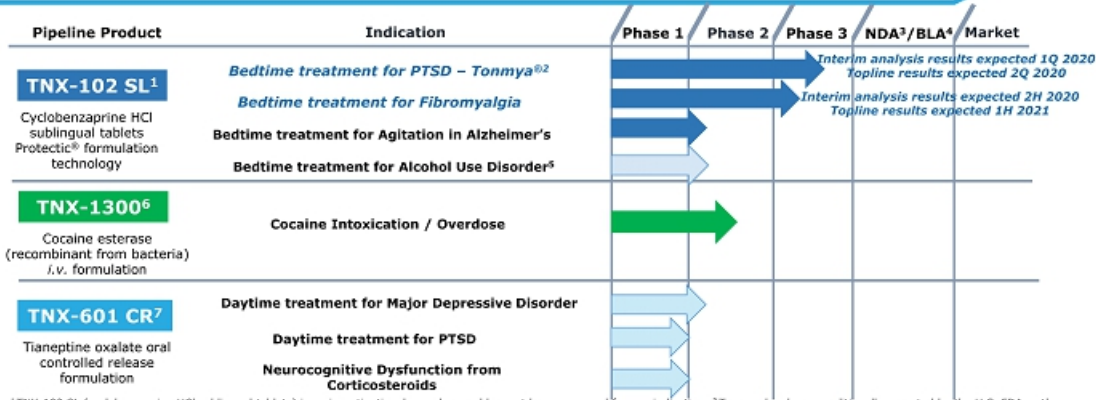 Pipeline Product Indication Phase 1 Phase 2 Phase 3 NDA³/BLA⁴ Market
TNX-102 SL¹
Cyclobenzaprine HCl
sublingual tablets
Protectic® formulation
technology
Bedtime treatment for PTSD – Tonmya®²
Interim analysis results expected 1Q 2020
Topline results expected 2Q 2020
Bedtime treatment for Fibromyalgia
Interim analysis results expected 2H 2020
Topline results expected 1H 2021
Bedtime treatment for Agitation in Alzheimer's
Bedtime treatment for Alcohol Use Disorder⁵
TNX-1300⁶
Cocaine esterase
(recombinant from bacteria)
i.v. formulation
Cocaine Intoxication / Overdose
TNX-601 CR⁷
Tianeptine oxalate oral
controlled release
formulation
Daytime treatment for Major Depressive Disorder
Daytime treatment for PTSD
Neurocognitive Dysfunction from
Corticosteroids